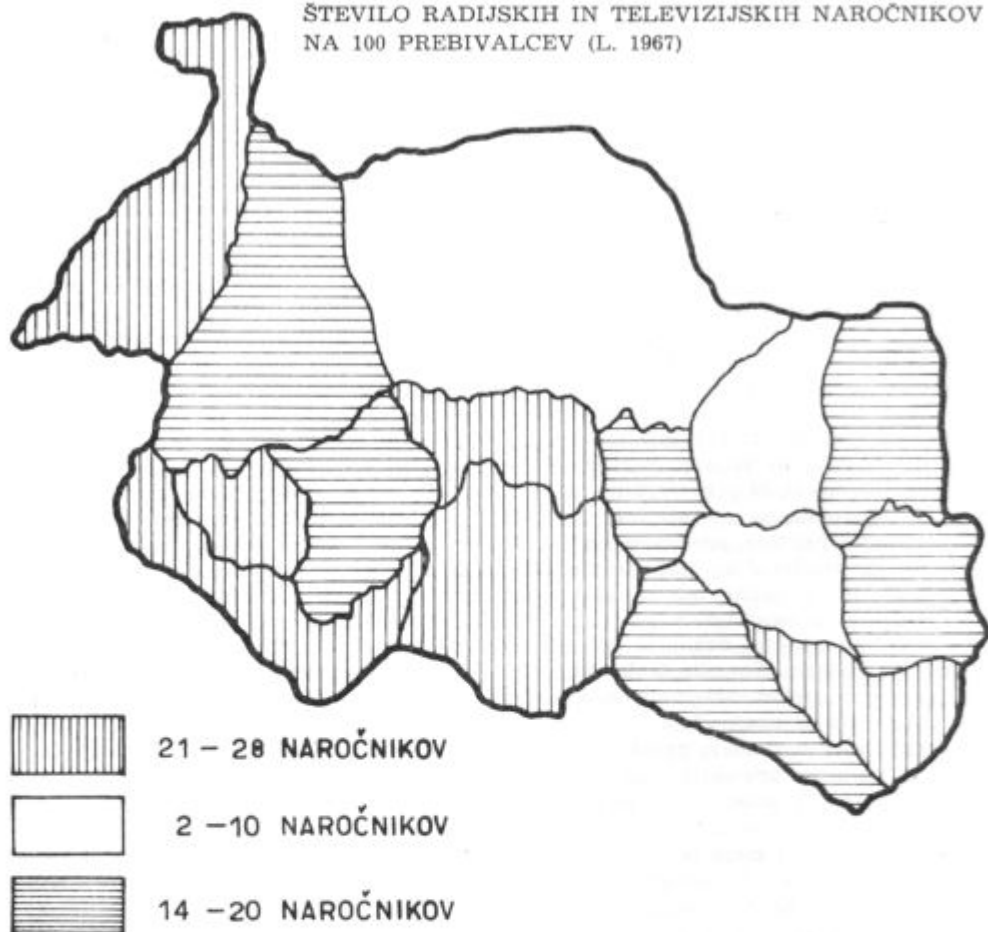 ŠTEVILO RADIJSKIH IN TELEVIZIJSKIH NAROČNIKOV
NA 100 PREBIVALCEV (L. 1967)
21 – 28 NAROČNIKOV
2 –10 NAROČNIKOV
14 –20 NAROČNIKOV